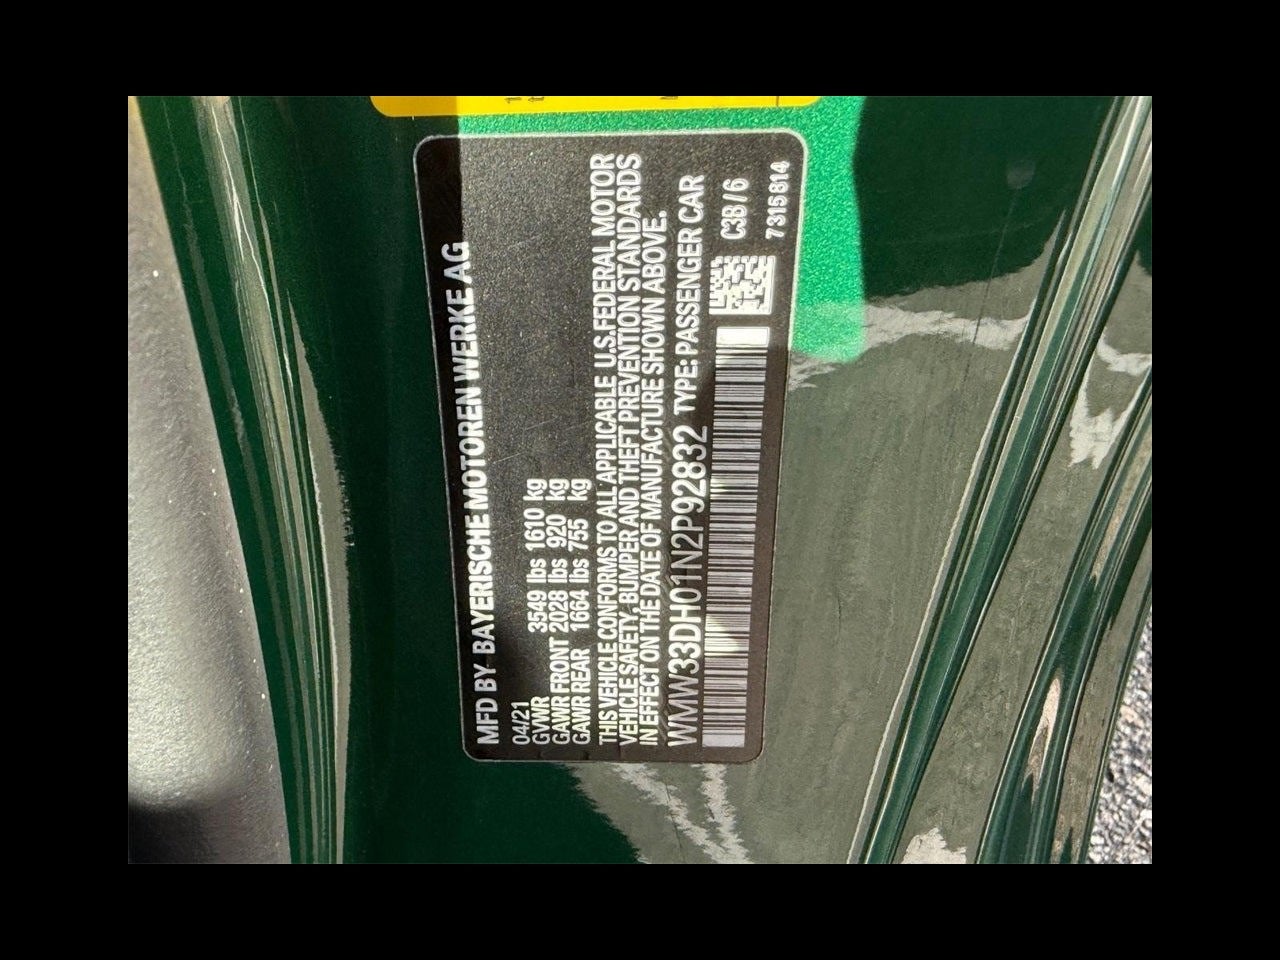 MFD BY BAYERISCHE MOTOREN WERKE AG
04/21
GVWR 3549 lbs 1610 kg
GAWR FRONT 2028 lbs 920 kg
GAWR REAR 1664 lbs 755 kg
THIS VEHICLE CONFORMS TO ALL APPLICABLE U.S.FEDERAL MOTOR
VEHICLE SAFETY, BUMPER AND THEFT PREVENTION STANDARDS
IN EFFECT ON THE DATE OF MANUFACTURE SHOWN ABOVE.
WMW33DH01N2P92832 TYPE: PASSENGER CAR
C3B / 6
7315814